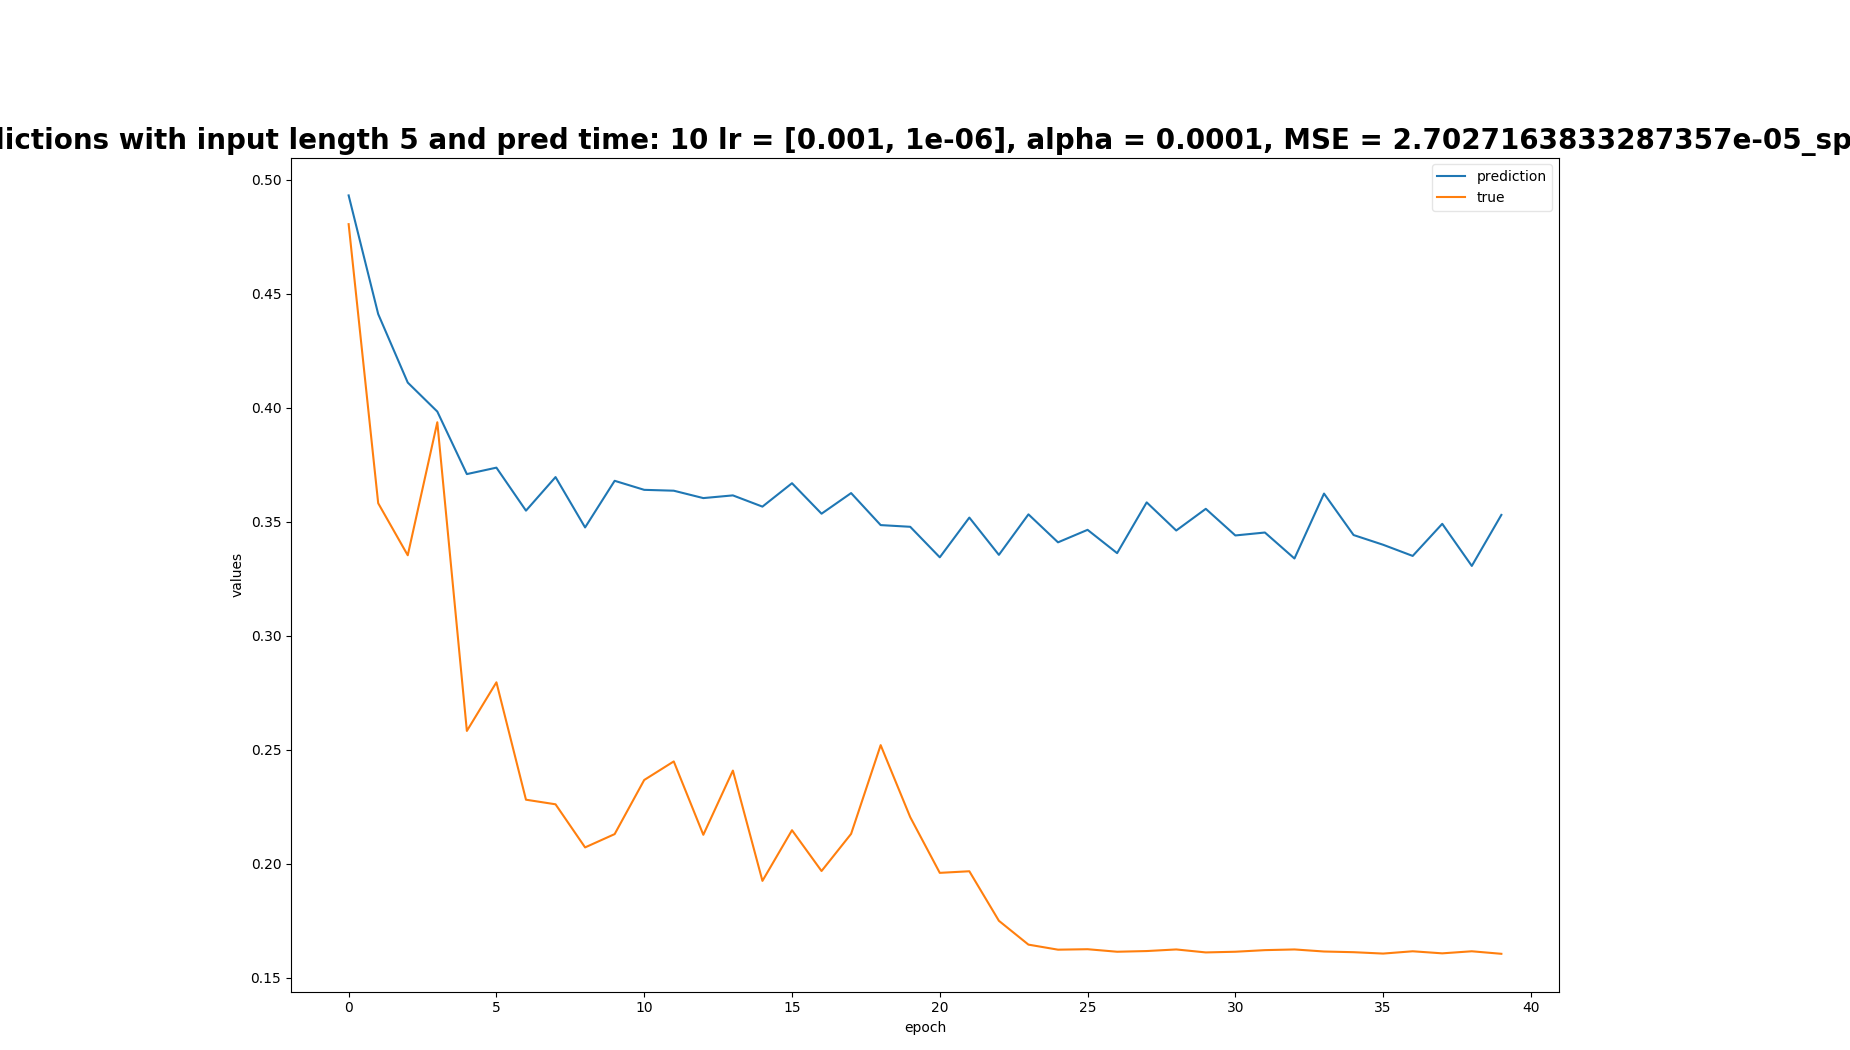 with input length 5 and pred time: 10 lr = [0.001, 1e-06], alpha = 0.0001, MSE = 2.7027163833287357e-05_sp
prediction
true
0.50
0.45
0.40
0.35
0.30
0.25
0.20
0.15
values
0 5 10 15 20 25 30 35 40
epoch